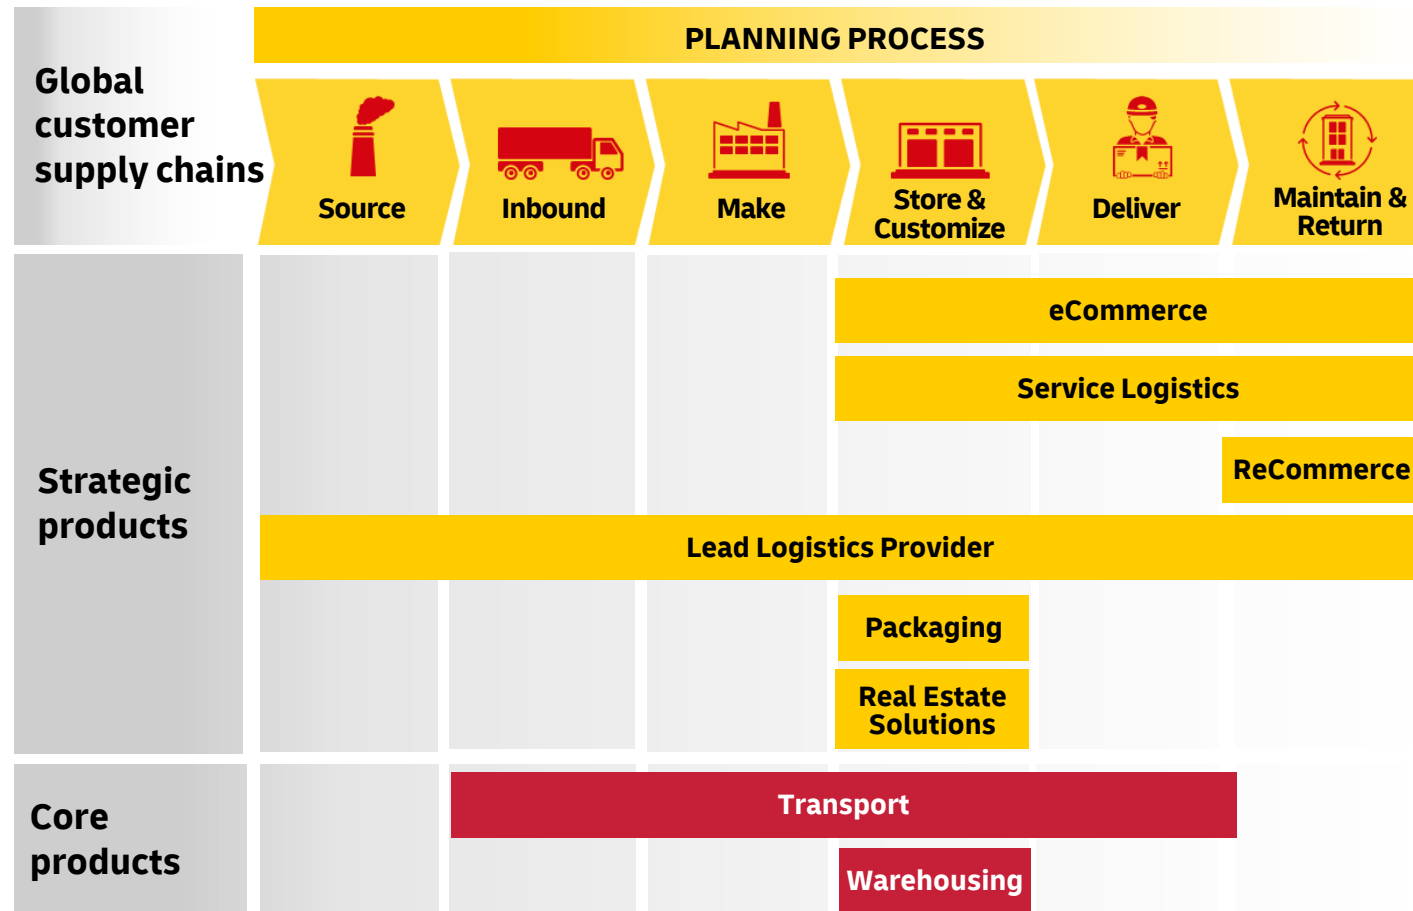 PLANNING PROCESS
Global
customer
supply chains
Source
Inbound
Make
Store &
Customize
Deliver
Maintain &
Return
Strategic
products
eCommerce
Service Logistics
ReCommerce
Lead Logistics Provider
Packaging
Real Estate
Solutions
Core
products
Transport
Warehousing